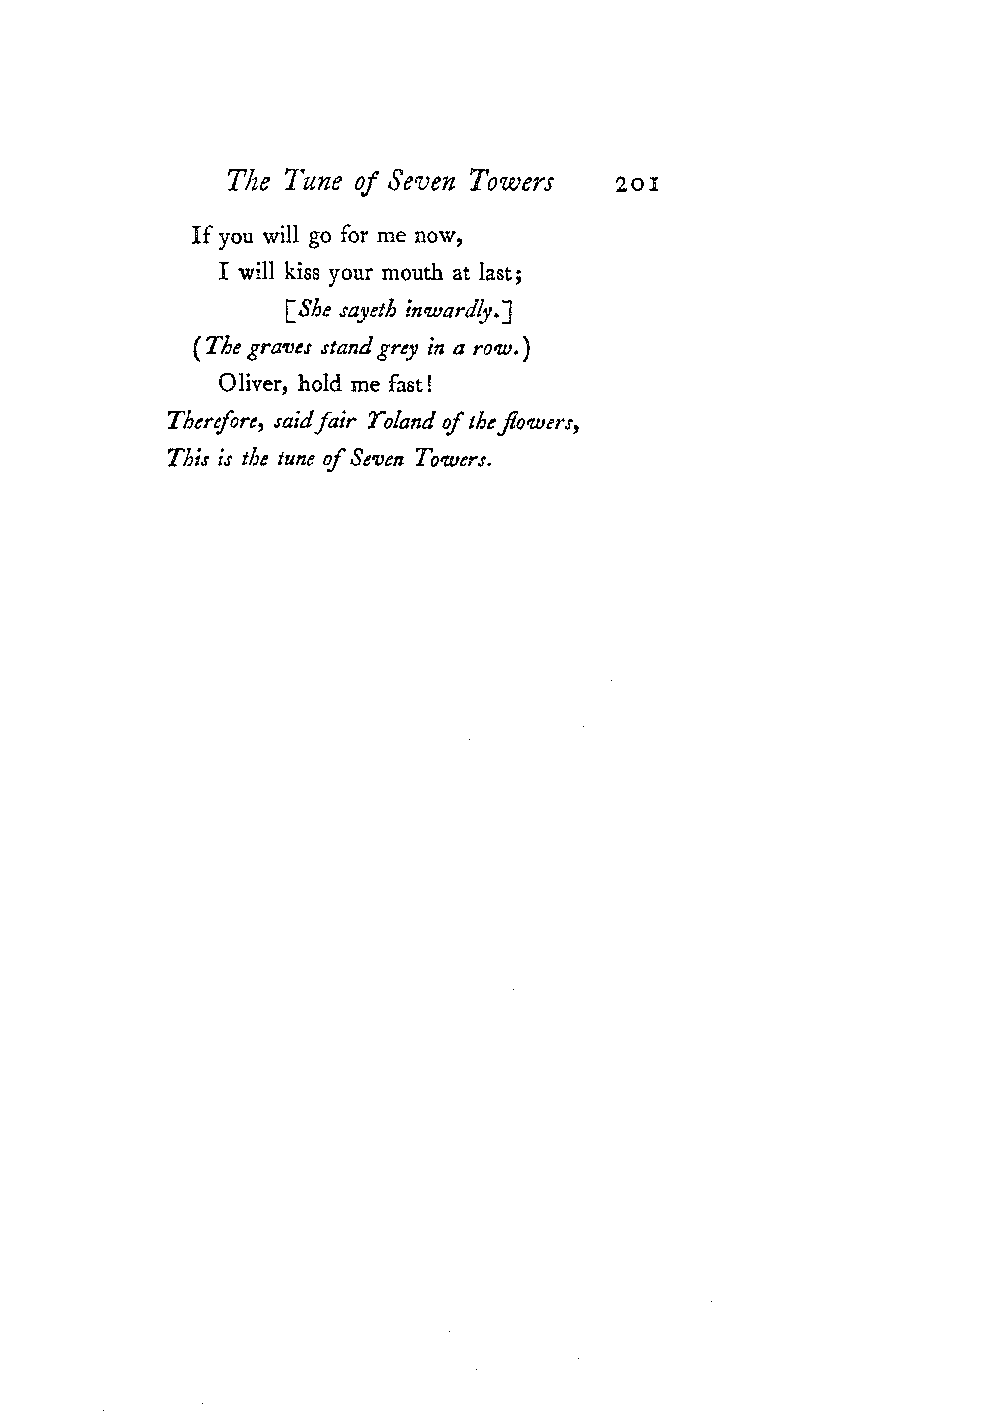 The Tune of Seven Towers 201
If you will go for me now,
I will kiss your mouth at last;
[She sayeth inwardly.]
(The graves stand grey in a row.)
Oliver, hold me fast!
Therefore, said fair Yoland of the flowers,
This is the tune of Seven Towers.